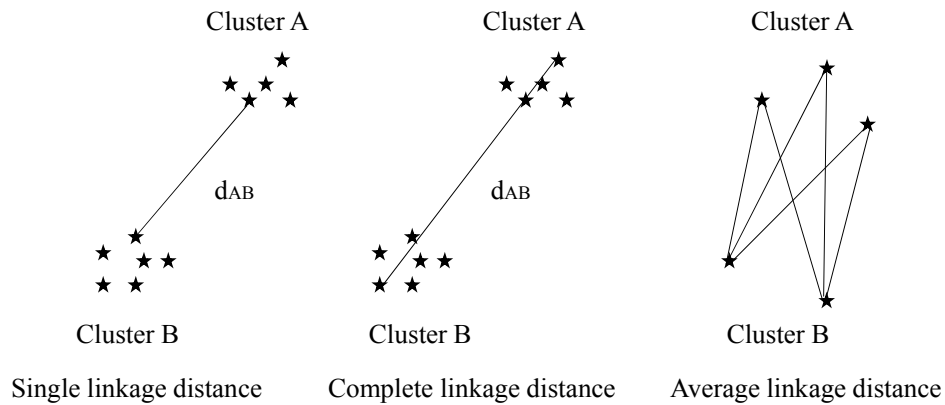 Cluster A
Cluster A
Cluster A
dAB
dAB
Cluster B
Cluster B
Cluster B
Single linkage distance
Complete linkage distance
Average linkage distance